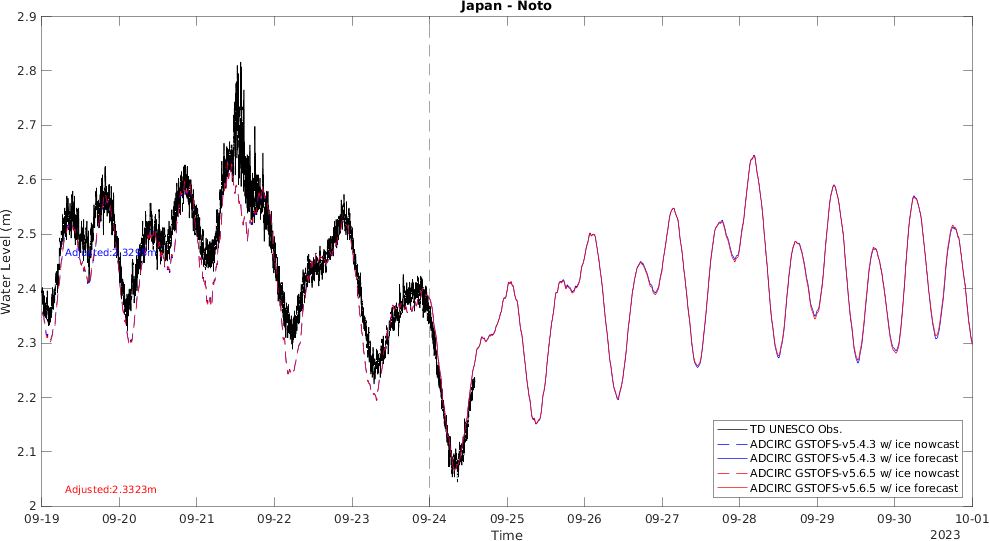 Japan - Noto
2.9
2.8
2.7
2.6
2.5
2.4
2.3
2.2
2.1
2
Water Level (m)
Adjusted:2.3323m
TD UNESCO Obs.
ADCIRC GSTOFS-v5.4.3 w/ ice nowcast
ADCIRC GSTOFS-v5.4.3 w/ ice forecast
ADCIRC GSTOFS-v5.6.5 w/ ice nowcast
ADCIRC GSTOFS-v5.6.5 w/ ice forecast
09-19 09-20 09-21 09-22 09-23 09-24 09-25 09-26 09-27 09-28 09-29 09-30 10-01
Time
2023